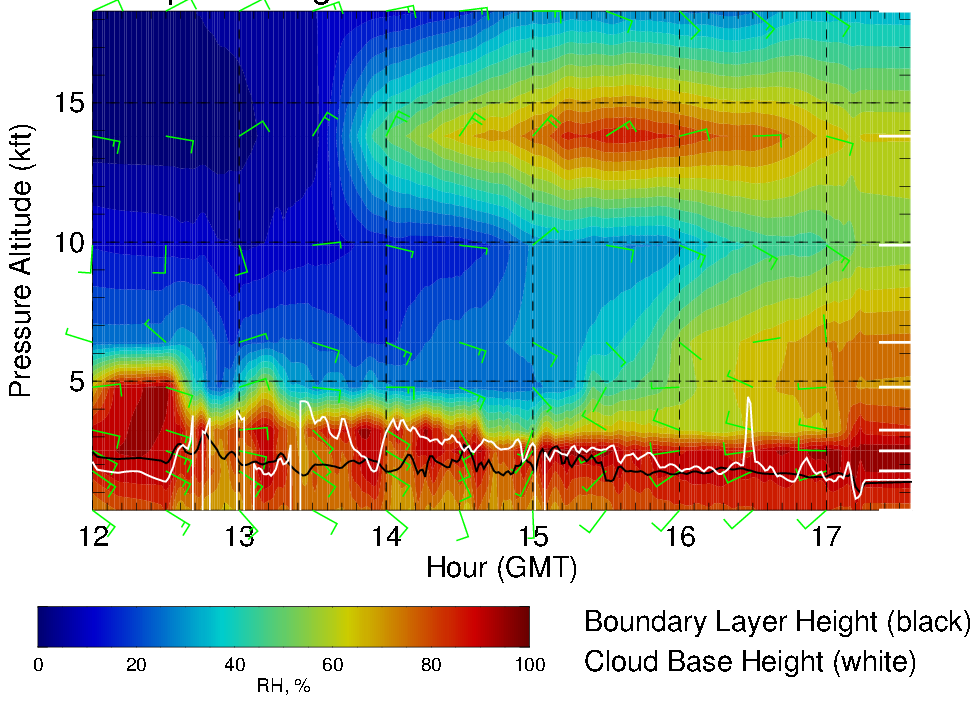 15
10
5
Pressure Altitude (kft)
12 13 14 15 16 17
Hour (GMT)
0 20 40 60 80 100
RH, %
Boundary Layer Height (black)
Cloud Base Height (white)